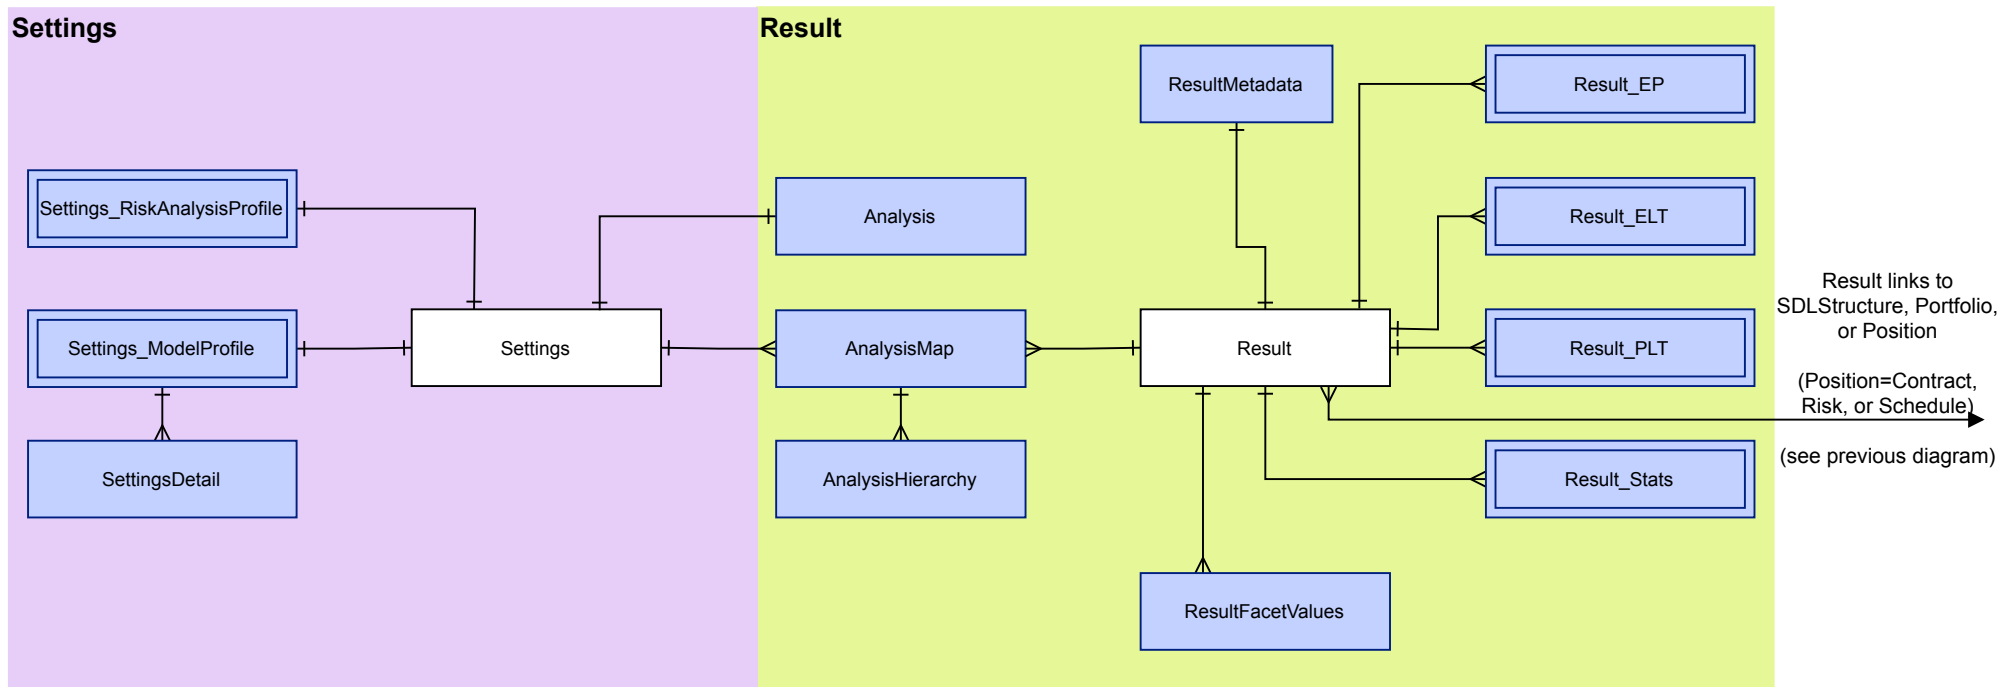 Settings
Result
ResultMetadata
Result_EP
Settings_RiskAnalysisProfile
Analysis
Result_ELT
Result links to
SDLStructure, Portfolio,
or Position
Settings_ModelProfile
Settings
AnalysisMap
Result
Result_PLT
(Position=Contract,
Risk, or Schedule)
(see previous diagram)
SettingsDetail
AnalysisHierarchy
Result_Stats
ResultFacetValues